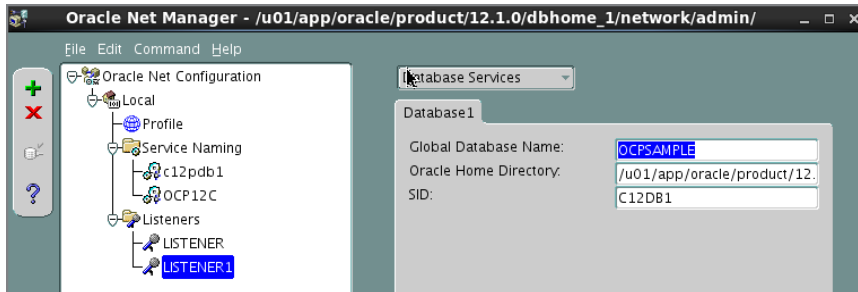 Oracle Net Manager - /u01/app/oracle/product/12.1.0/dbhome_1/network/admin/
File Edit Command Help
Oracle Net Configuration
Local
Profile
Service Naming
c12pdb1
OCP12C
Listeners
LISTENER
LISTENER1
Database Services
Database1
Global Database Name: OCPSAMPLE
Oracle Home Directory: /u01/app/oracle/product/12.
SID: C12DB1